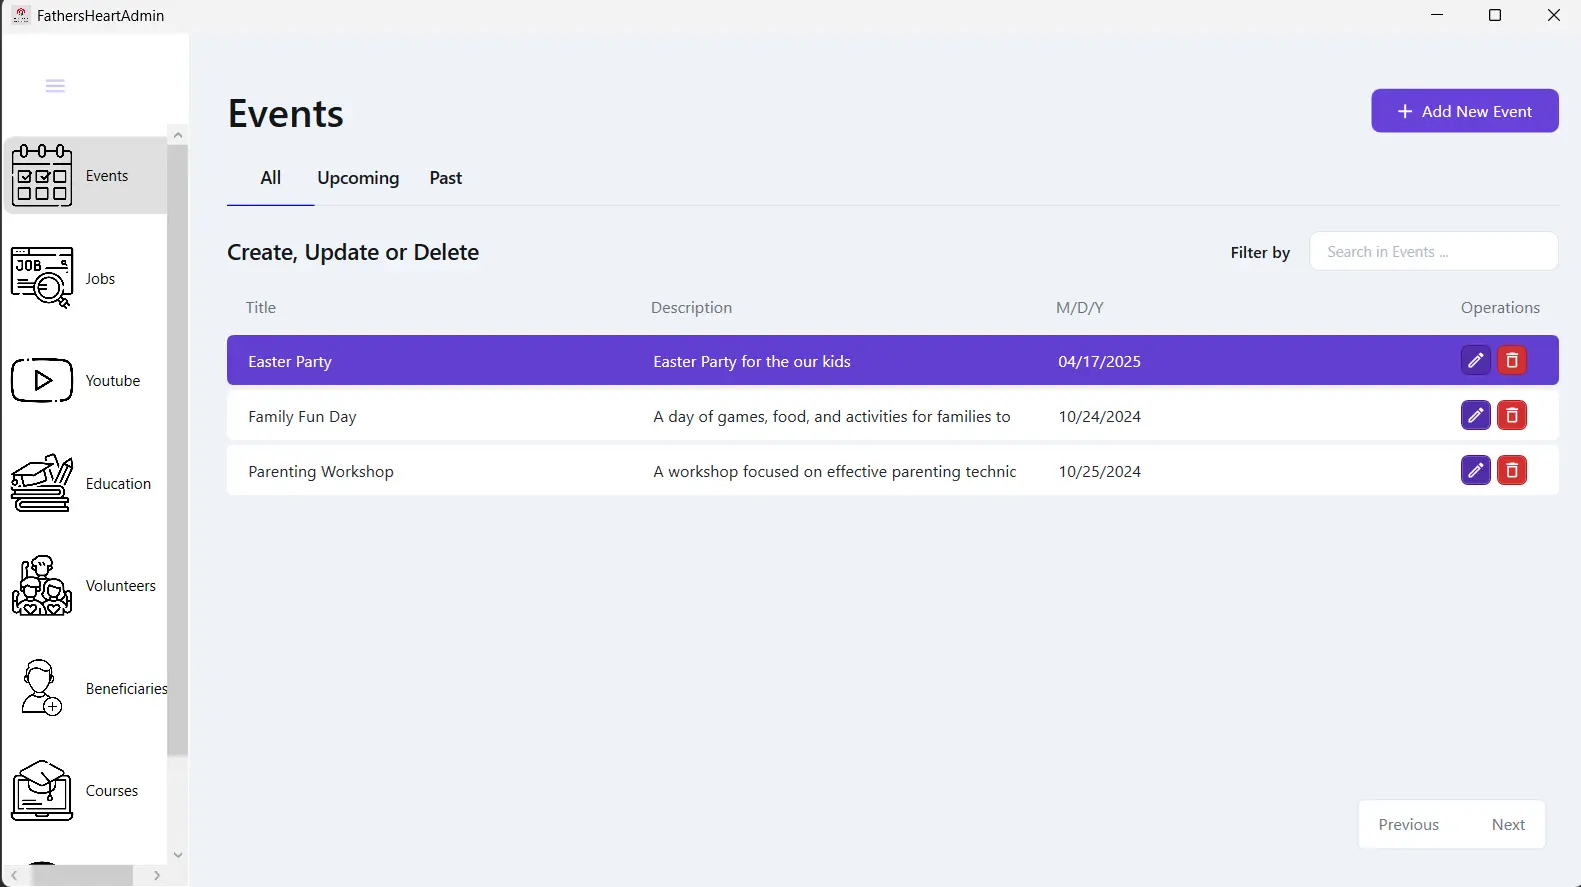 FathersHeartAdmin
Events
Add New Event
All Upcoming Past
Create, Update or Delete
Filter by Search in Events ...
Title Description M/D/Y Operations
Easter Party Easter Party for the our kids 04/17/2025
Family Fun Day A day of games, food, and activities for families to 10/24/2024
Parenting Workshop A workshop focused on effective parenting technic 10/25/2024
Events
JOB
Jobs
Youtube
Education
Volunteers
Beneficiaries
Courses
Previous Next